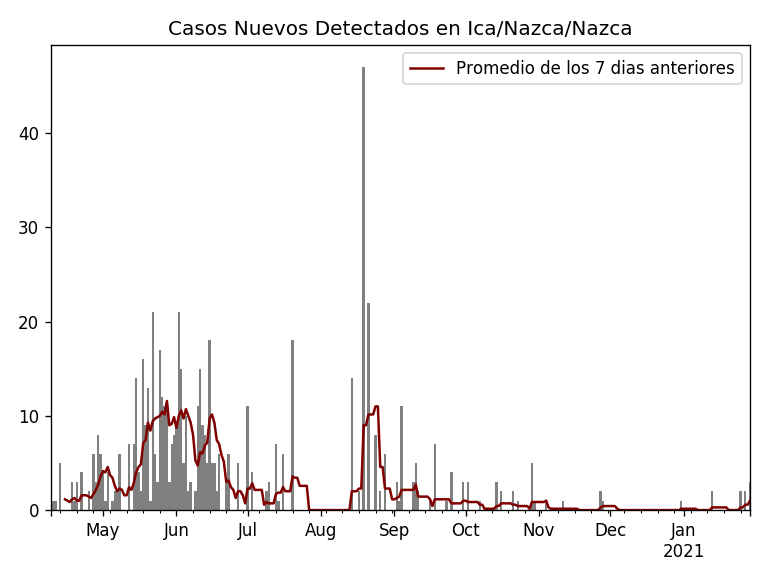 Casos Nuevos Detectados en Ica/Nazca/Nazca
Promedio de los 7 dias anteriores
40
30
20
10
0
May Jun Jul Aug Sep Oct Nov Dec Jan
2021